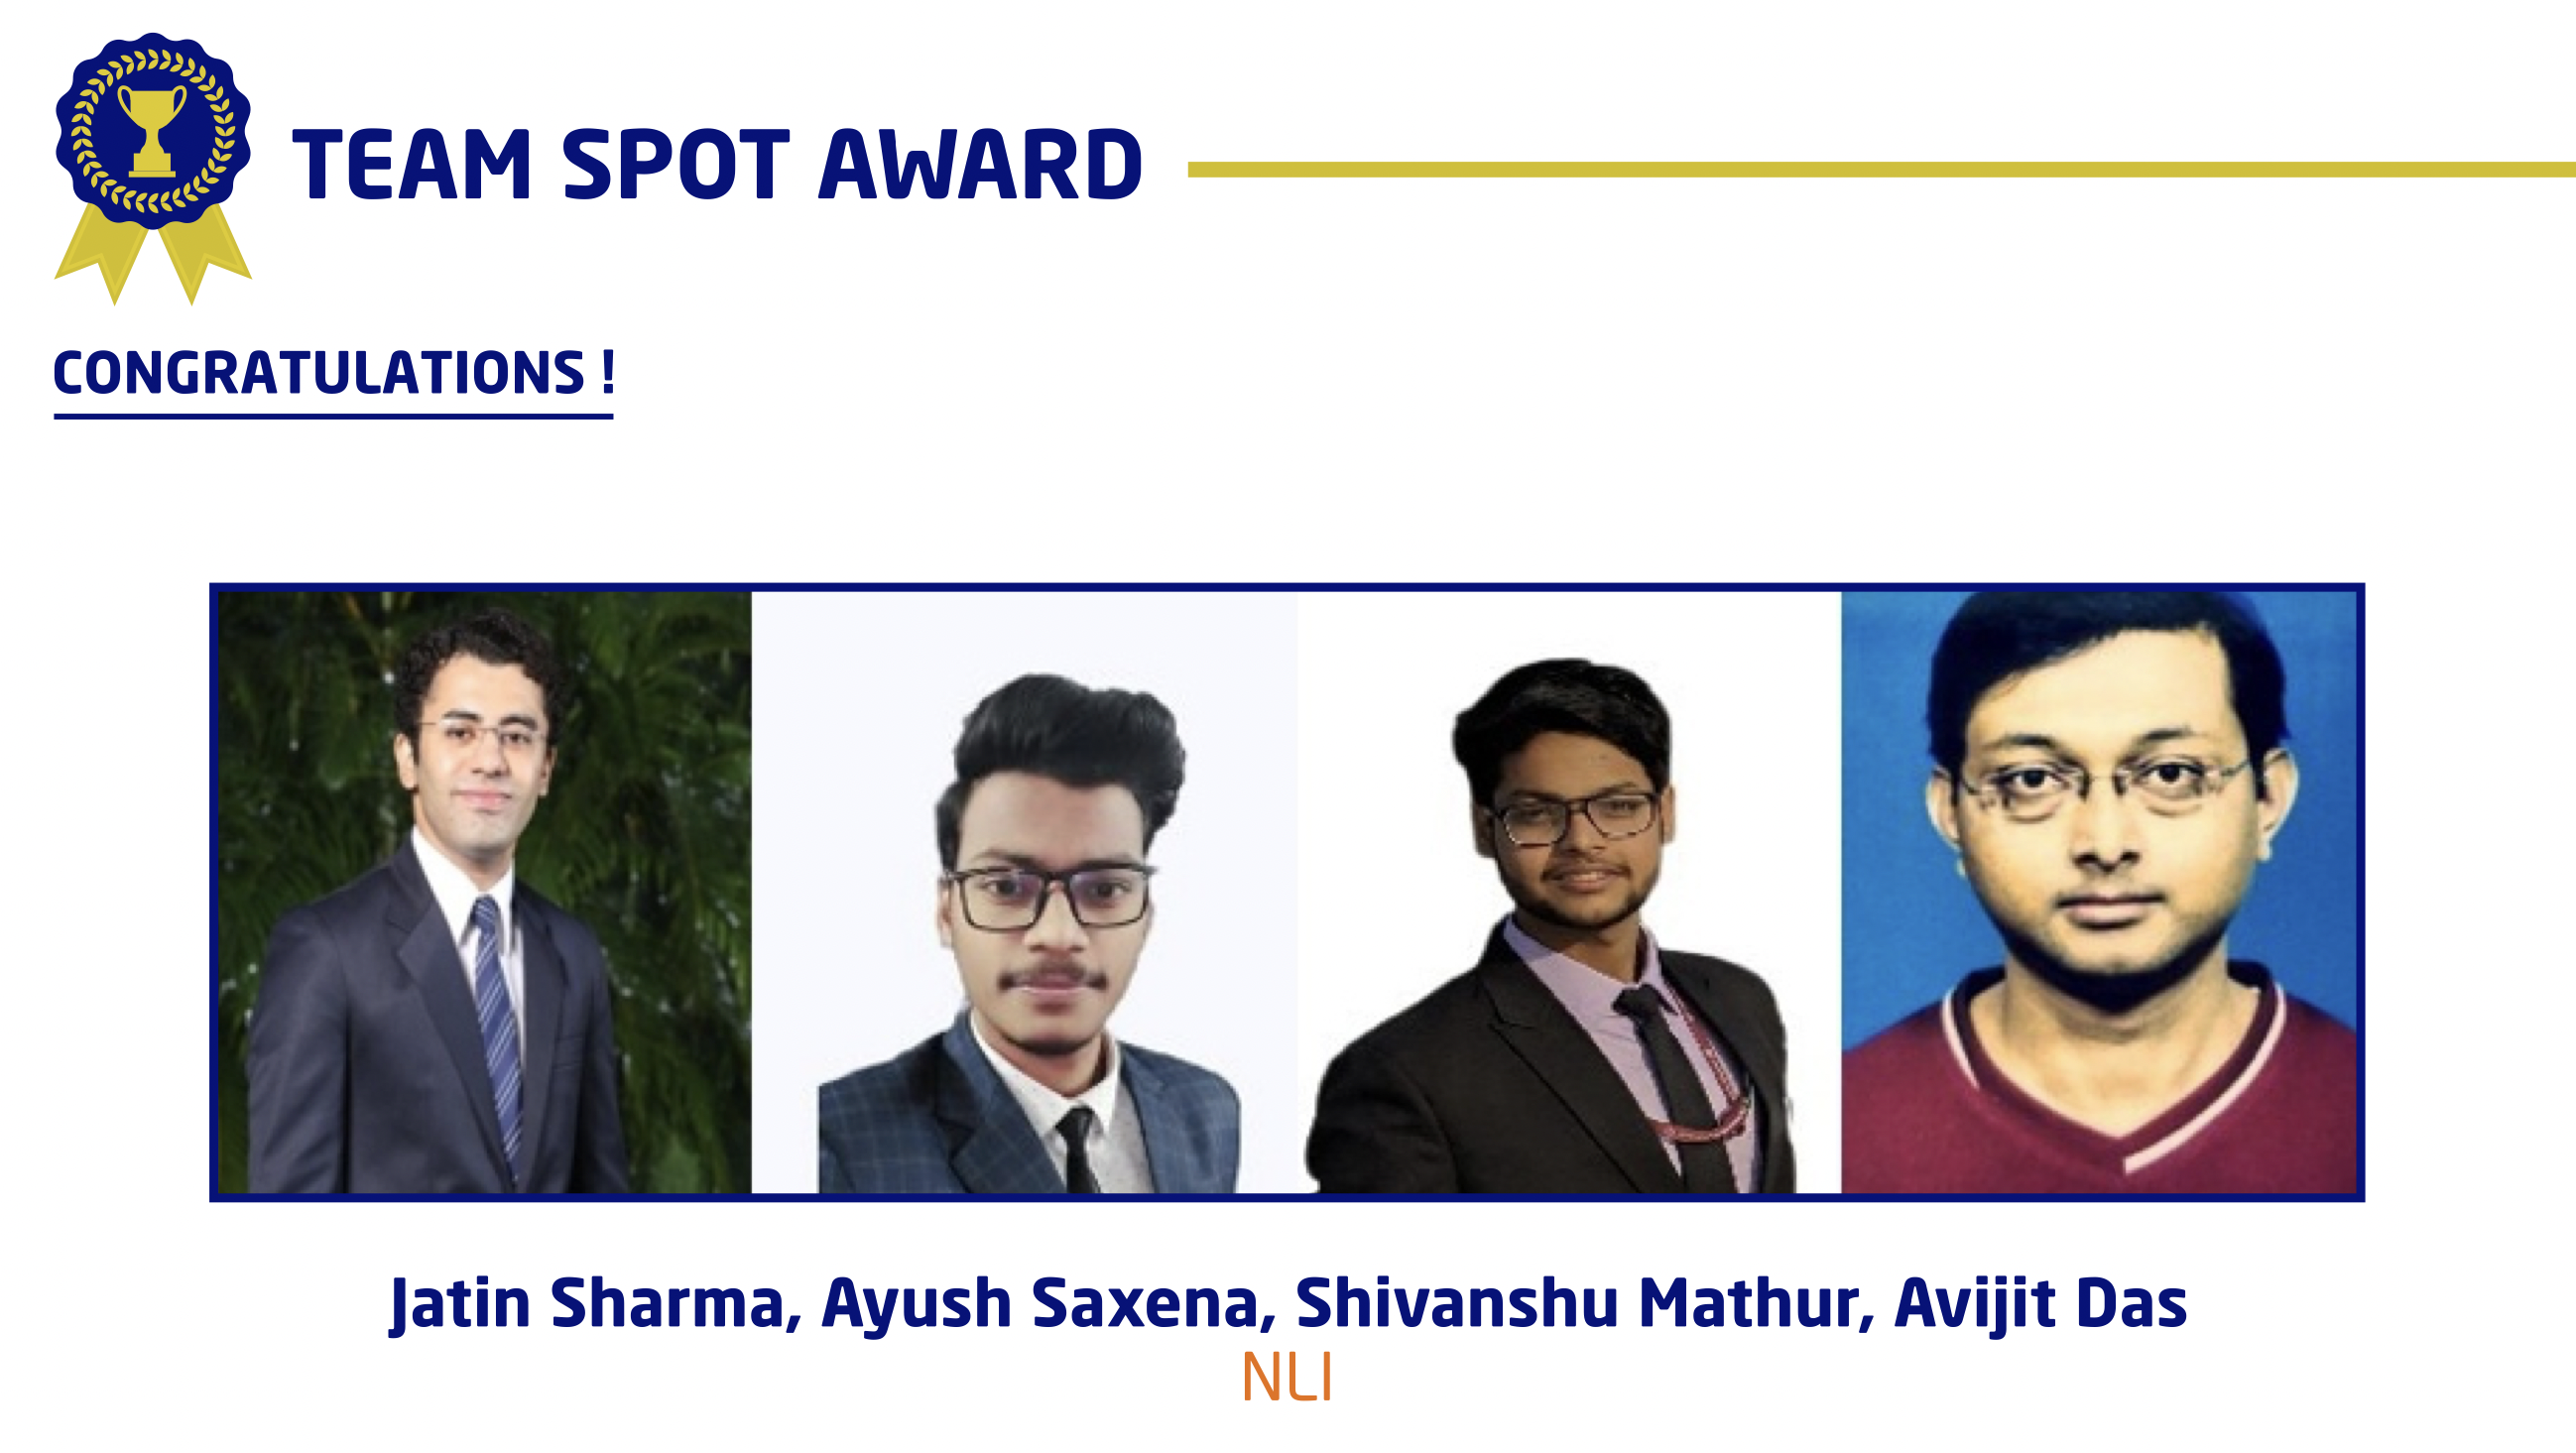 TEAM SPOT AWARD
CONGRATULATIONS !
Jatin Sharma, Ayush Saxena, Shivanshu Mathur, Avijit Das
NLI